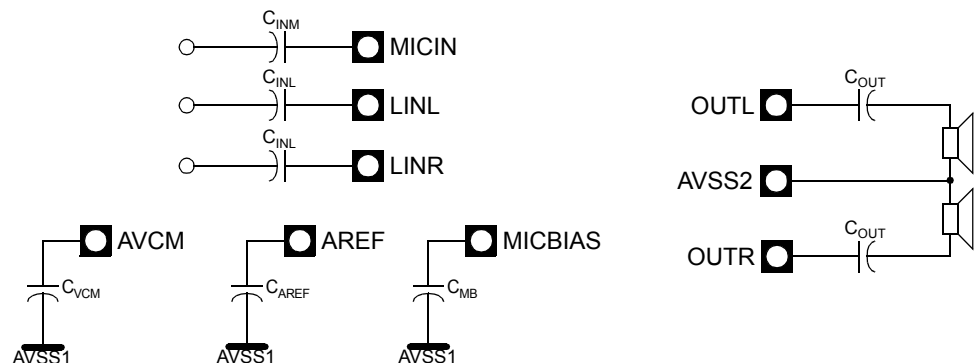 C_INM
MICIN
C_INL
LINL
C_INL
LINR
AVCM
C_VCM
AVSS1
AREF
C_AREF
AVSS1
MICBIAS
C_MB
AVSS1
C_OUT
OUTL
AVSS2
C_OUT
OUTR